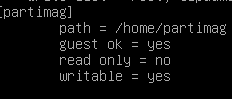 [partimag]
path = /home/partimag
guest ok = yes
read only = no
writable = yes